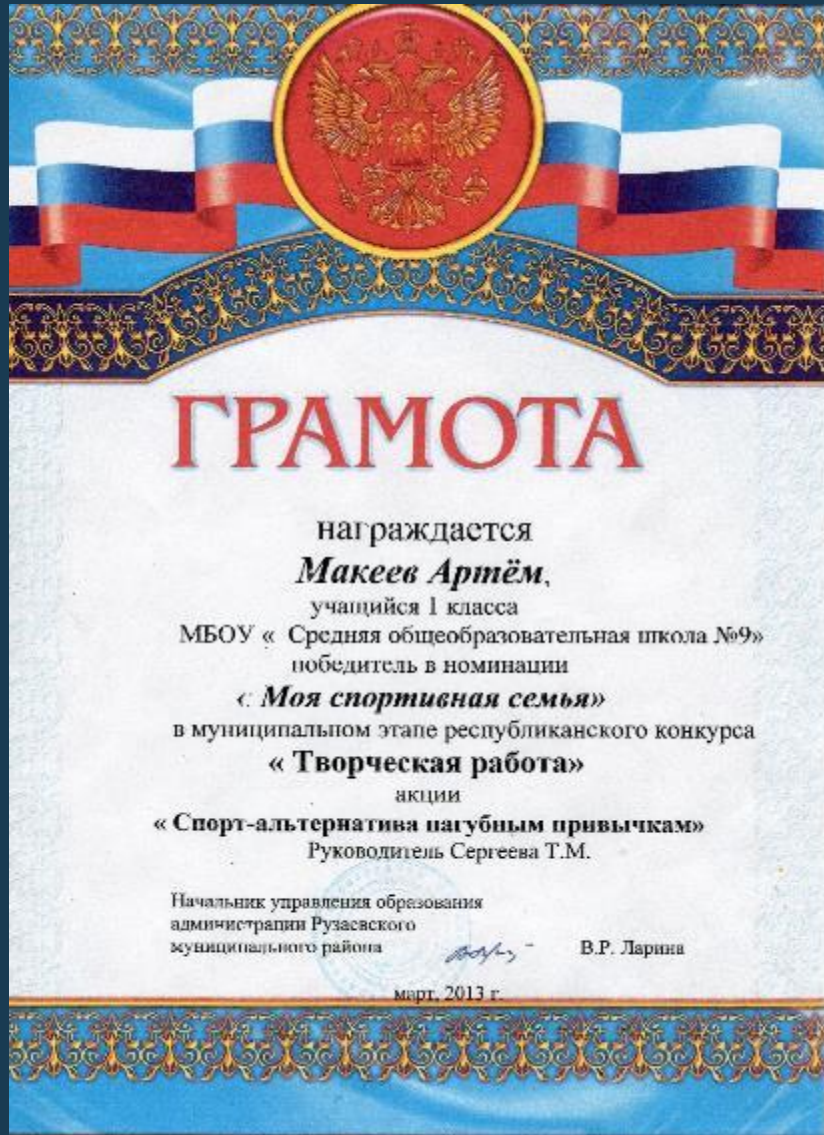 ГРАМОТА
награждается
Макеев Артём,
учащийся 1 класса
МБОУ « Средняя общеобразовательная школа №9»
победитель в номинации
« Моя спортивная семья»
в муниципальном этапе республиканского конкурса
« Творческая работа»
акции
« Спорт-альтернатива пагубным привычкам»
Руководитель Сергеева Т.М.
Начальник управления образования
администрации Рузаевского
муниципального района В.Р. Ларина
март, 2013 г.